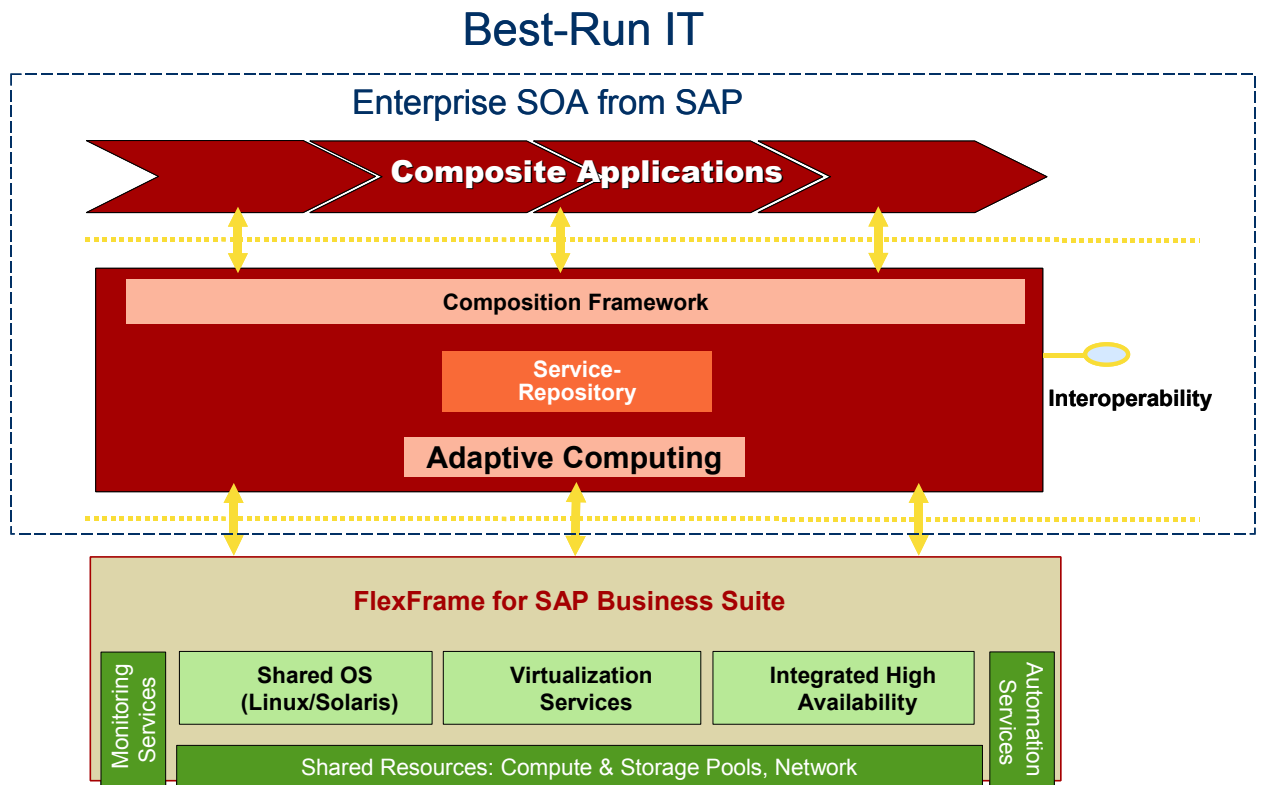 Best-Run IT
Enterprise SOA from SAP
Composite Applications
Composition Framework
Service-
Repository
Interoperability
Adaptive Computing
FlexFrame for SAP Business Suite
Monitoring
Services
Shared OS
(Linux/Solaris)
Virtualization
Services
Integrated High
Availability
Automation
Services
Shared Resources: Compute & Storage Pools, Network